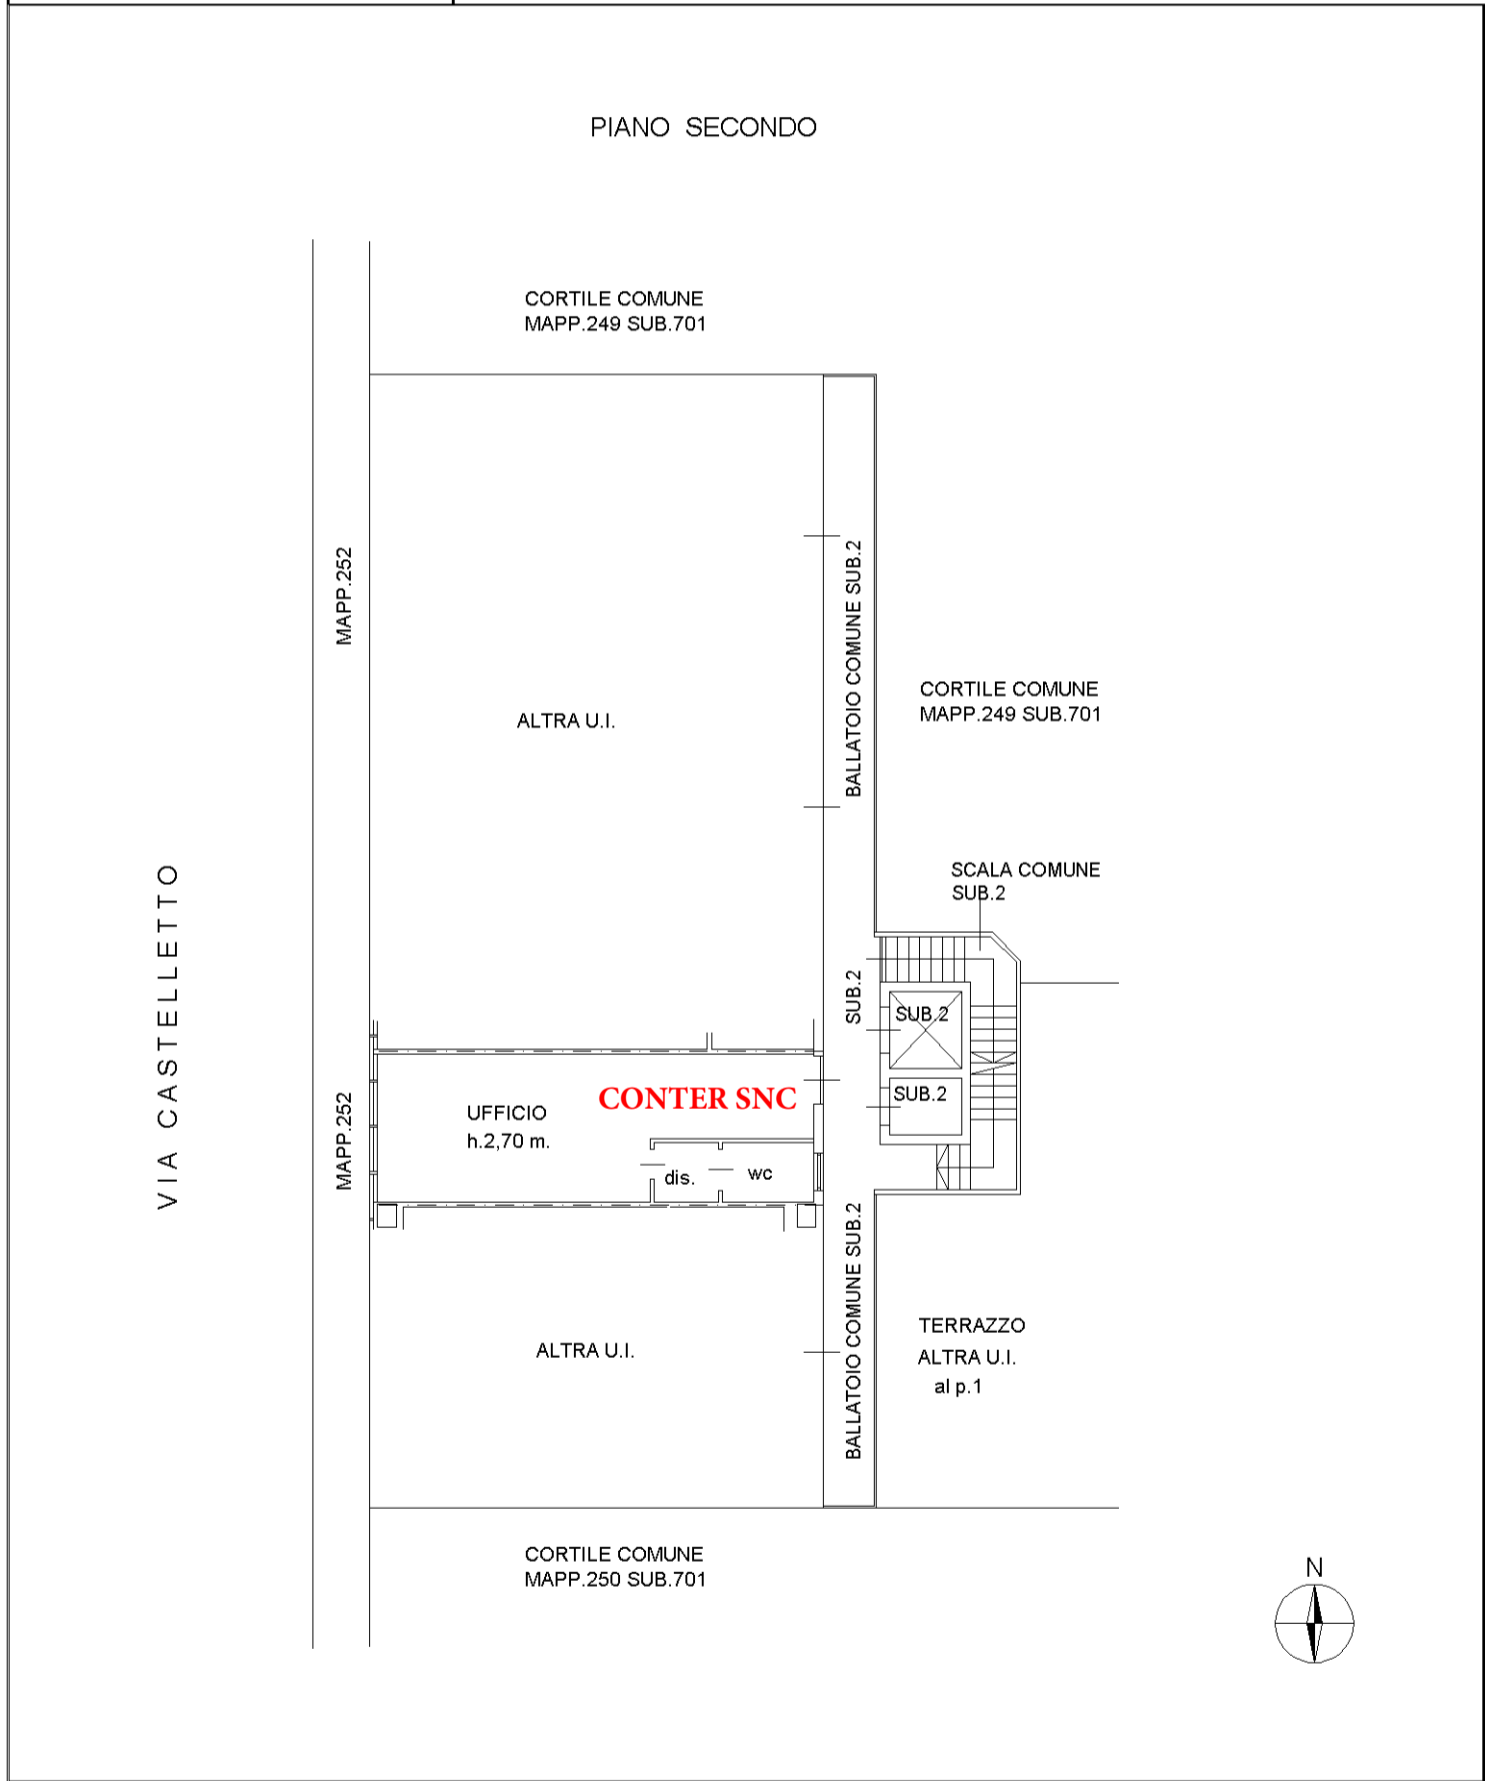 PIANO SECONDO
CORTILE COMUNE
MAPP.249 SUB.701
MAPP.252
BALLATOIO COMUNE SUB.2
CORTILE COMUNE
MAPP.249 SUB.701
ALTRA U.I.
SCALA COMUNE
SUB.2
VIA CASTELLETTO
SUB.2
SUB.2
SUB.2
CONTER SNC
UFFICIO
h.2,70 m.
MAPP.252
dis.
wc
BALLATOIO COMUNE SUB.2
TERRAZZO
ALTRA U.I.
al p.1
ALTRA U.I.
CORTILE COMUNE
MAPP.250 SUB.701
N